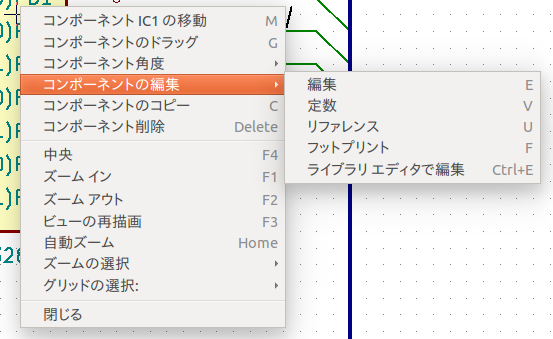 コンポーネント IC1 の移動 M
コンポーネントのドラッグ G
コンポーネント角度
コンポーネントの編集
コンポーネントのコピー C
コンポーネント削除 Delete
中央 F4
ズーム イン F1
ズーム アウト F2
ビューの再描画 F3
自動ズーム Home
ズームの選択
グリッドの選択:
閉じる
編集 E
定数 V
リファレンス U
フットプリント F
ライブラリ エディタで編集 Ctrl+E